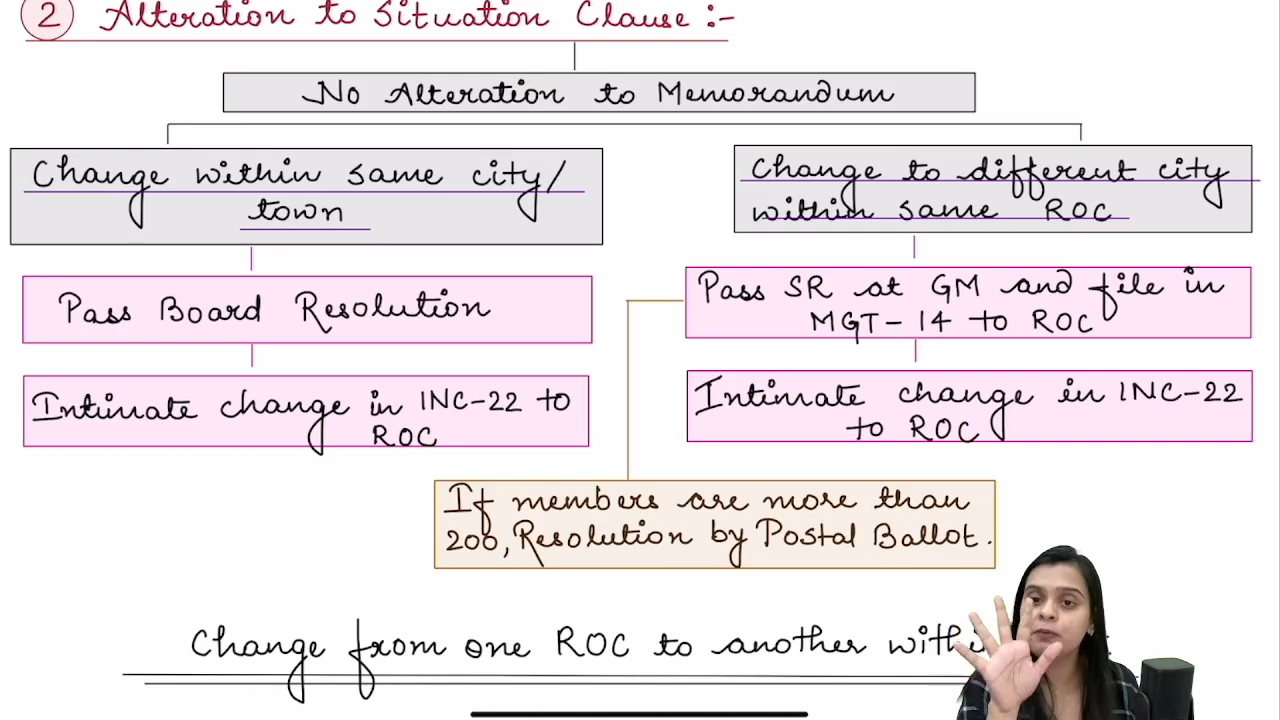 2 Alteration to Situation Clause :-
No Alteration to Memorandum
Change within same city/
town
Pass Board Resolution
Intimate change in INC-22 to
ROC
Change to different city
within same ROC
Pass SR at GM and file in
MGT-14 to ROC
Intimate change in INC-22
to ROC
If members are more than
200, Resolution by Postal Ballot.
Change from one ROC to another